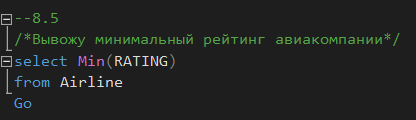 --8.5
/*Вывожу минимальный рейтинг авиакомпании*/
select Min(RATING)
from Airline
Go